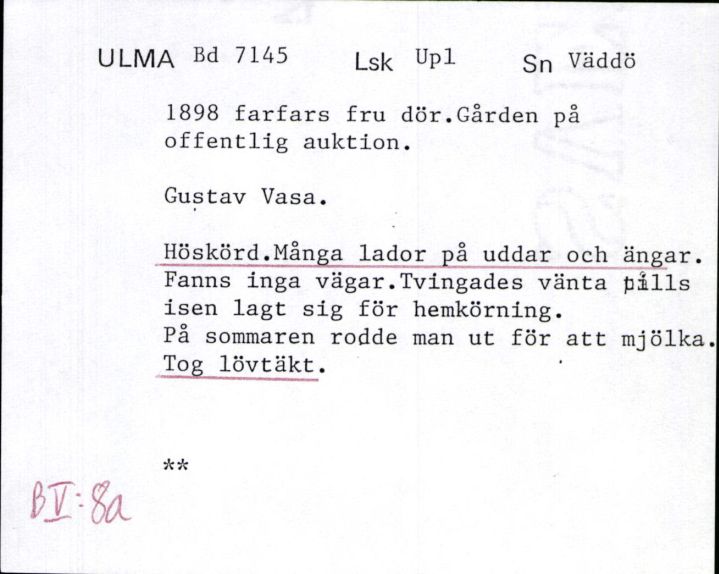 ULMA Bd 7145 Lsk Upl Sn Väddö
1898 farfars fru dör.Gården på
offentlig auktion.
Gustav Vasa.
Höskörd.Många lador på uddar och ängar.
Fanns inga vägar.Tvingades vänta pills
isen lagt sig för hemkörning.
På sommaren rodde man ut för att mjölka.
Tog lövtäkt.
**
BV:8a